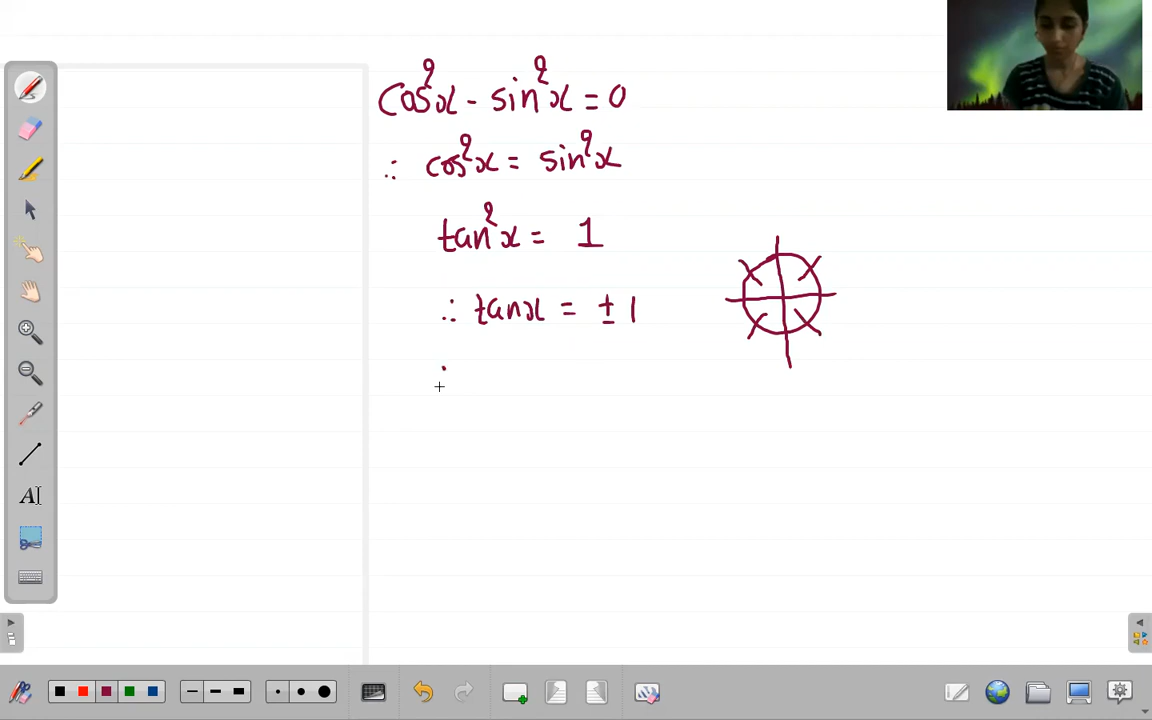 cos²x - sin²x = 0
∴ cos²x = sin²x
tan²x = 1
∴ tanx = ± 1
A